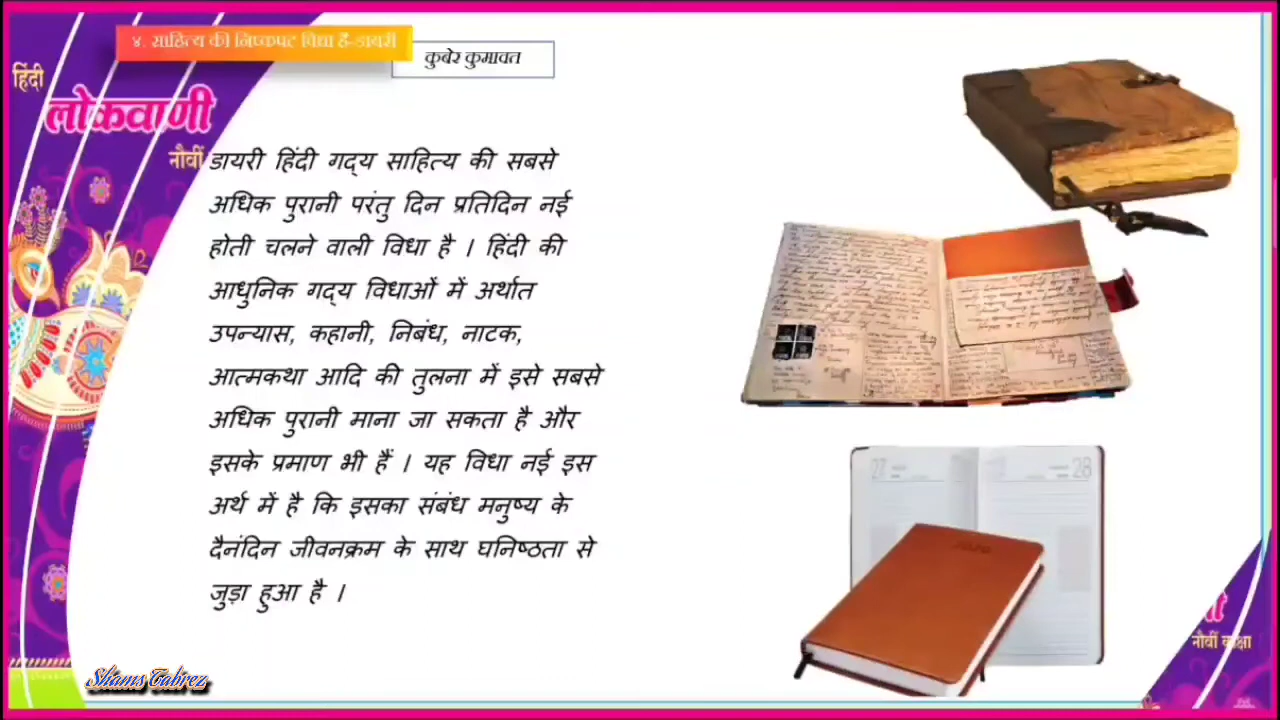 ४. साहित्य की निष्कपट विधा है-डायरी
कुबेर कुमावत
हिंदी
लोकवाणी
नौवीं
डायरी हिंदी गद्य साहित्य की सबसे
अधिक पुरानी परंतु दिन प्रतिदिन नई
होती चलने वाली विधा है । हिंदी की
आधुनिक गद्य विधाओं में अर्थात
उपन्यास, कहानी, निबंध, नाटक,
आत्मकथा आदि की तुलना में इसे सबसे
अधिक पुरानी माना जा सकता है और
इसके प्रमाण भी हैं । यह विधा नई इस
अर्थ में है कि इसका संबंध मनुष्य के
दैनंदिन जीवनक्रम के साथ घनिष्ठता से
जुड़ा हुआ है ।
27
28
नौवीं कक्षा
Shams Tabrez